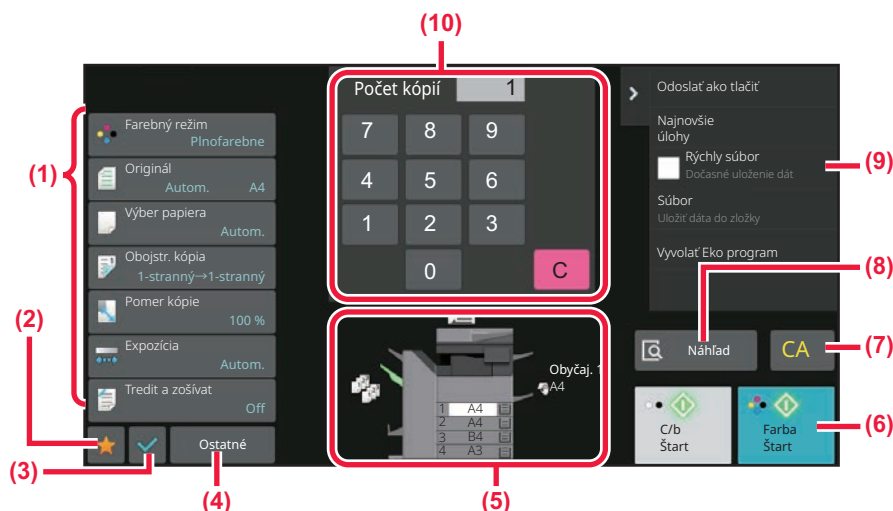 (10)
Počet kópií 1
7 8 9
4 5 6
1 2 3
0 C
(1)
Farebný režim
Plnofarebne
Originál
Autom. A4
Výber papiera
Autom.
Obojstr. kópia
1-stranný→1-stranný
Pomer kópie
100 %
Expozícia
Autom.
Tredit a zošívat
Off
(2)
(3)
Ostatné
(4)
Obyčaj. 1
A4
1 A4
2 A4
3 B4
4 A3
(5)
Odoslať ako tlačiť
Najnovšie
úlohy
Rýchly súbor
Dočasné uloženie dát
(9)
Súbor
Uložiť dáta do zložky
Vyvolať Eko program
(8)
Náhľad
CA
(7)
C/b
Štart
Farba
Štart
(6)